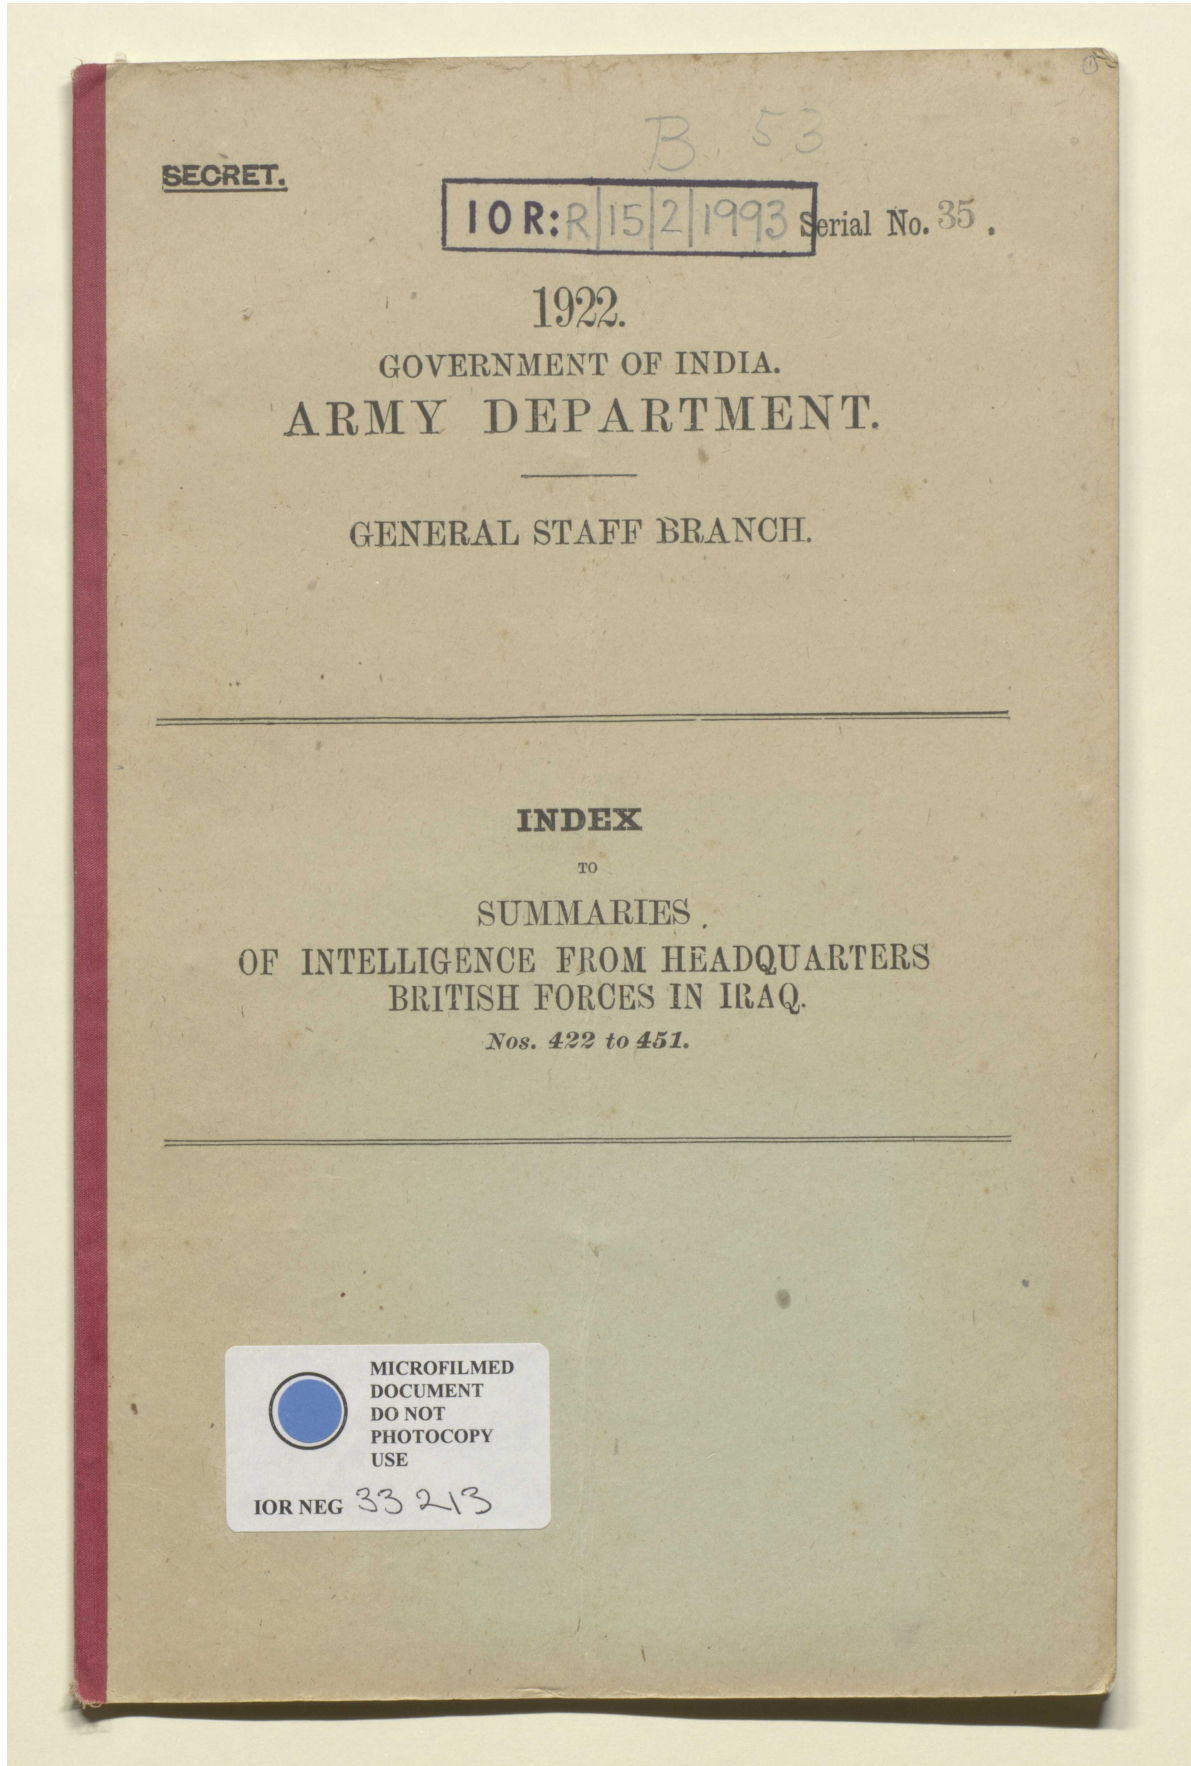 B. 53
SECRET.
IOR: R/15/2/1993 Serial No. 35.
1922.
GOVERNMENT OF INDIA.
ARMY DEPARTMENT.
GENERAL STAFF BRANCH.
INDEX
TO
SUMMARIES.
OF INTELLIGENCE FROM HEADQUARTERS
BRITISH FORCES IN IRAQ.
Nos. 422 to 451.
MICROFILMED
DOCUMENT
DO NOT
PHOTOCOPY
USE
IOR NEG 33213